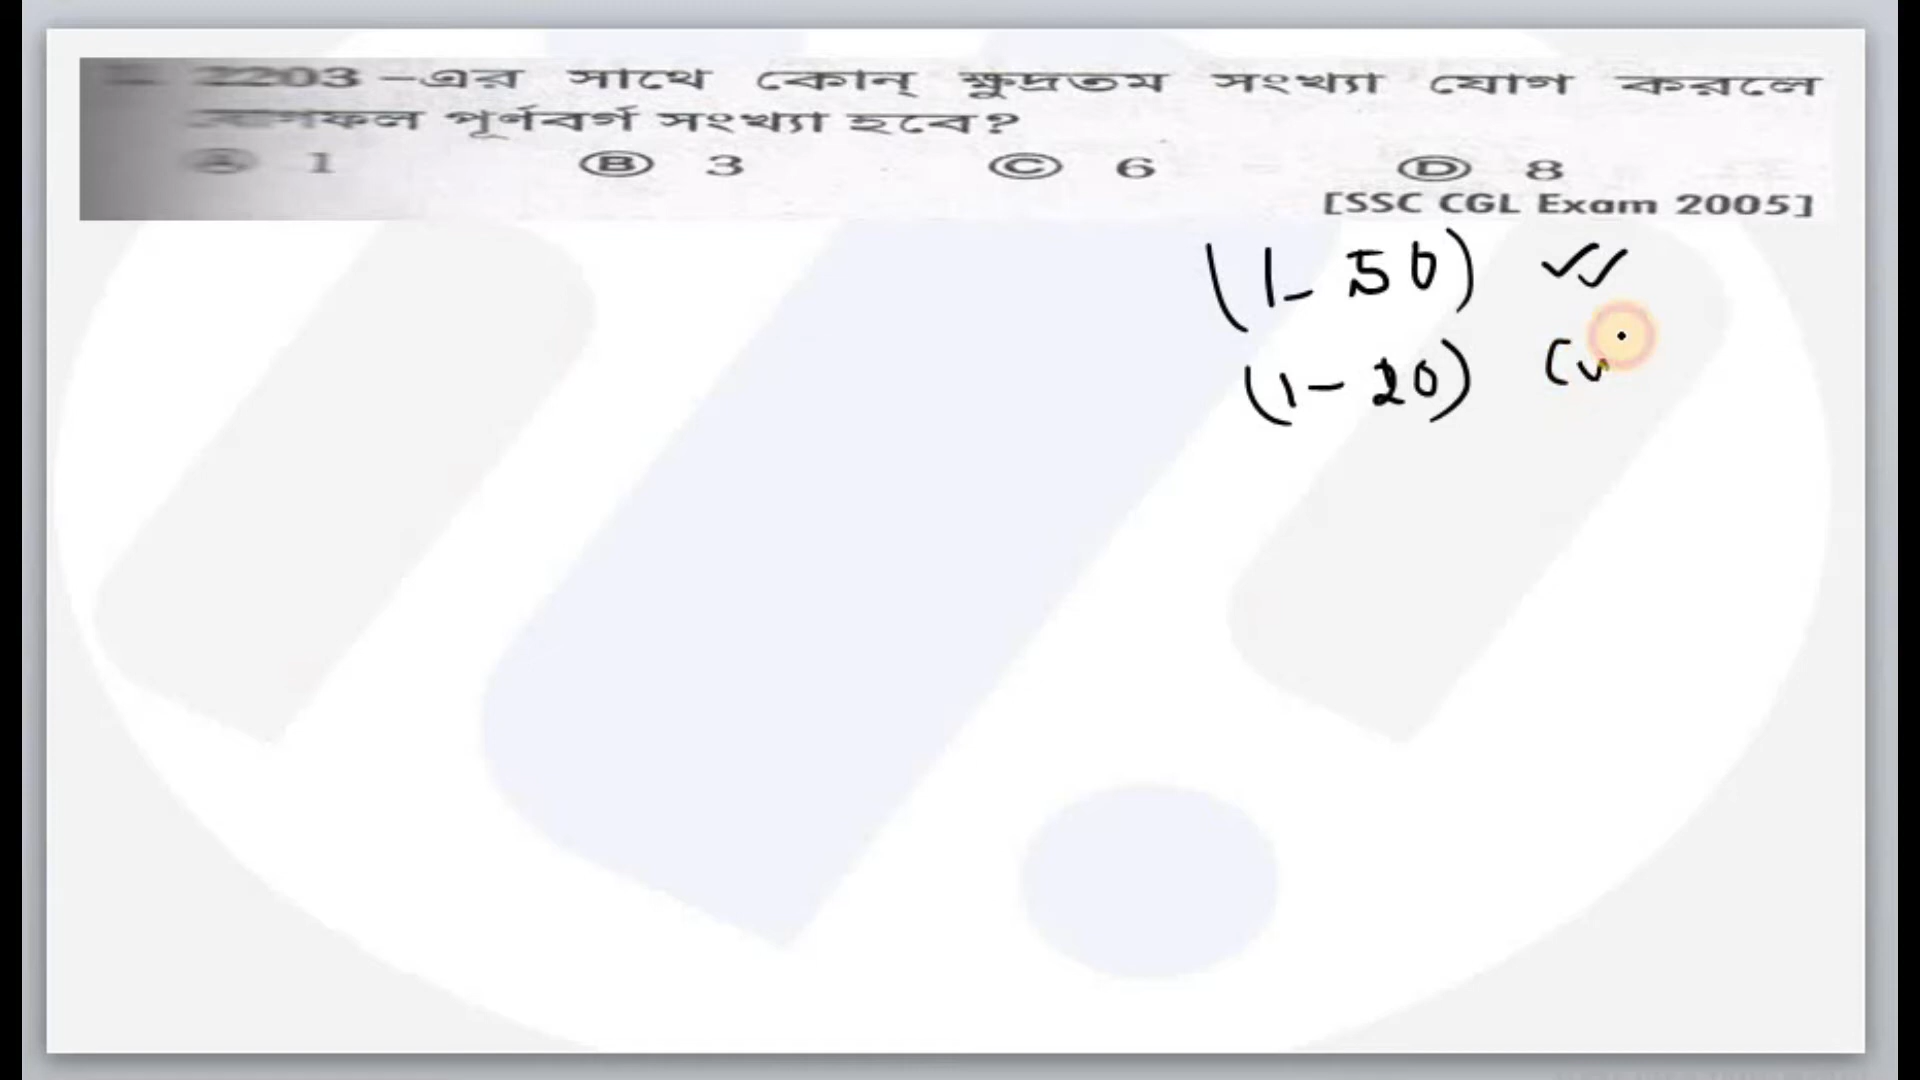 2203 -এর সাথে কোন্ ক্ষুদ্রতম সংখ্যা যোগ করলে
পূর্ণবর্গ সংখ্যা হবে?
Ⓐ 1 Ⓑ 3 Ⓒ 6 Ⓓ 8
[SSC CGL Exam 2005]
(1-50) ✓✓
(1-20)